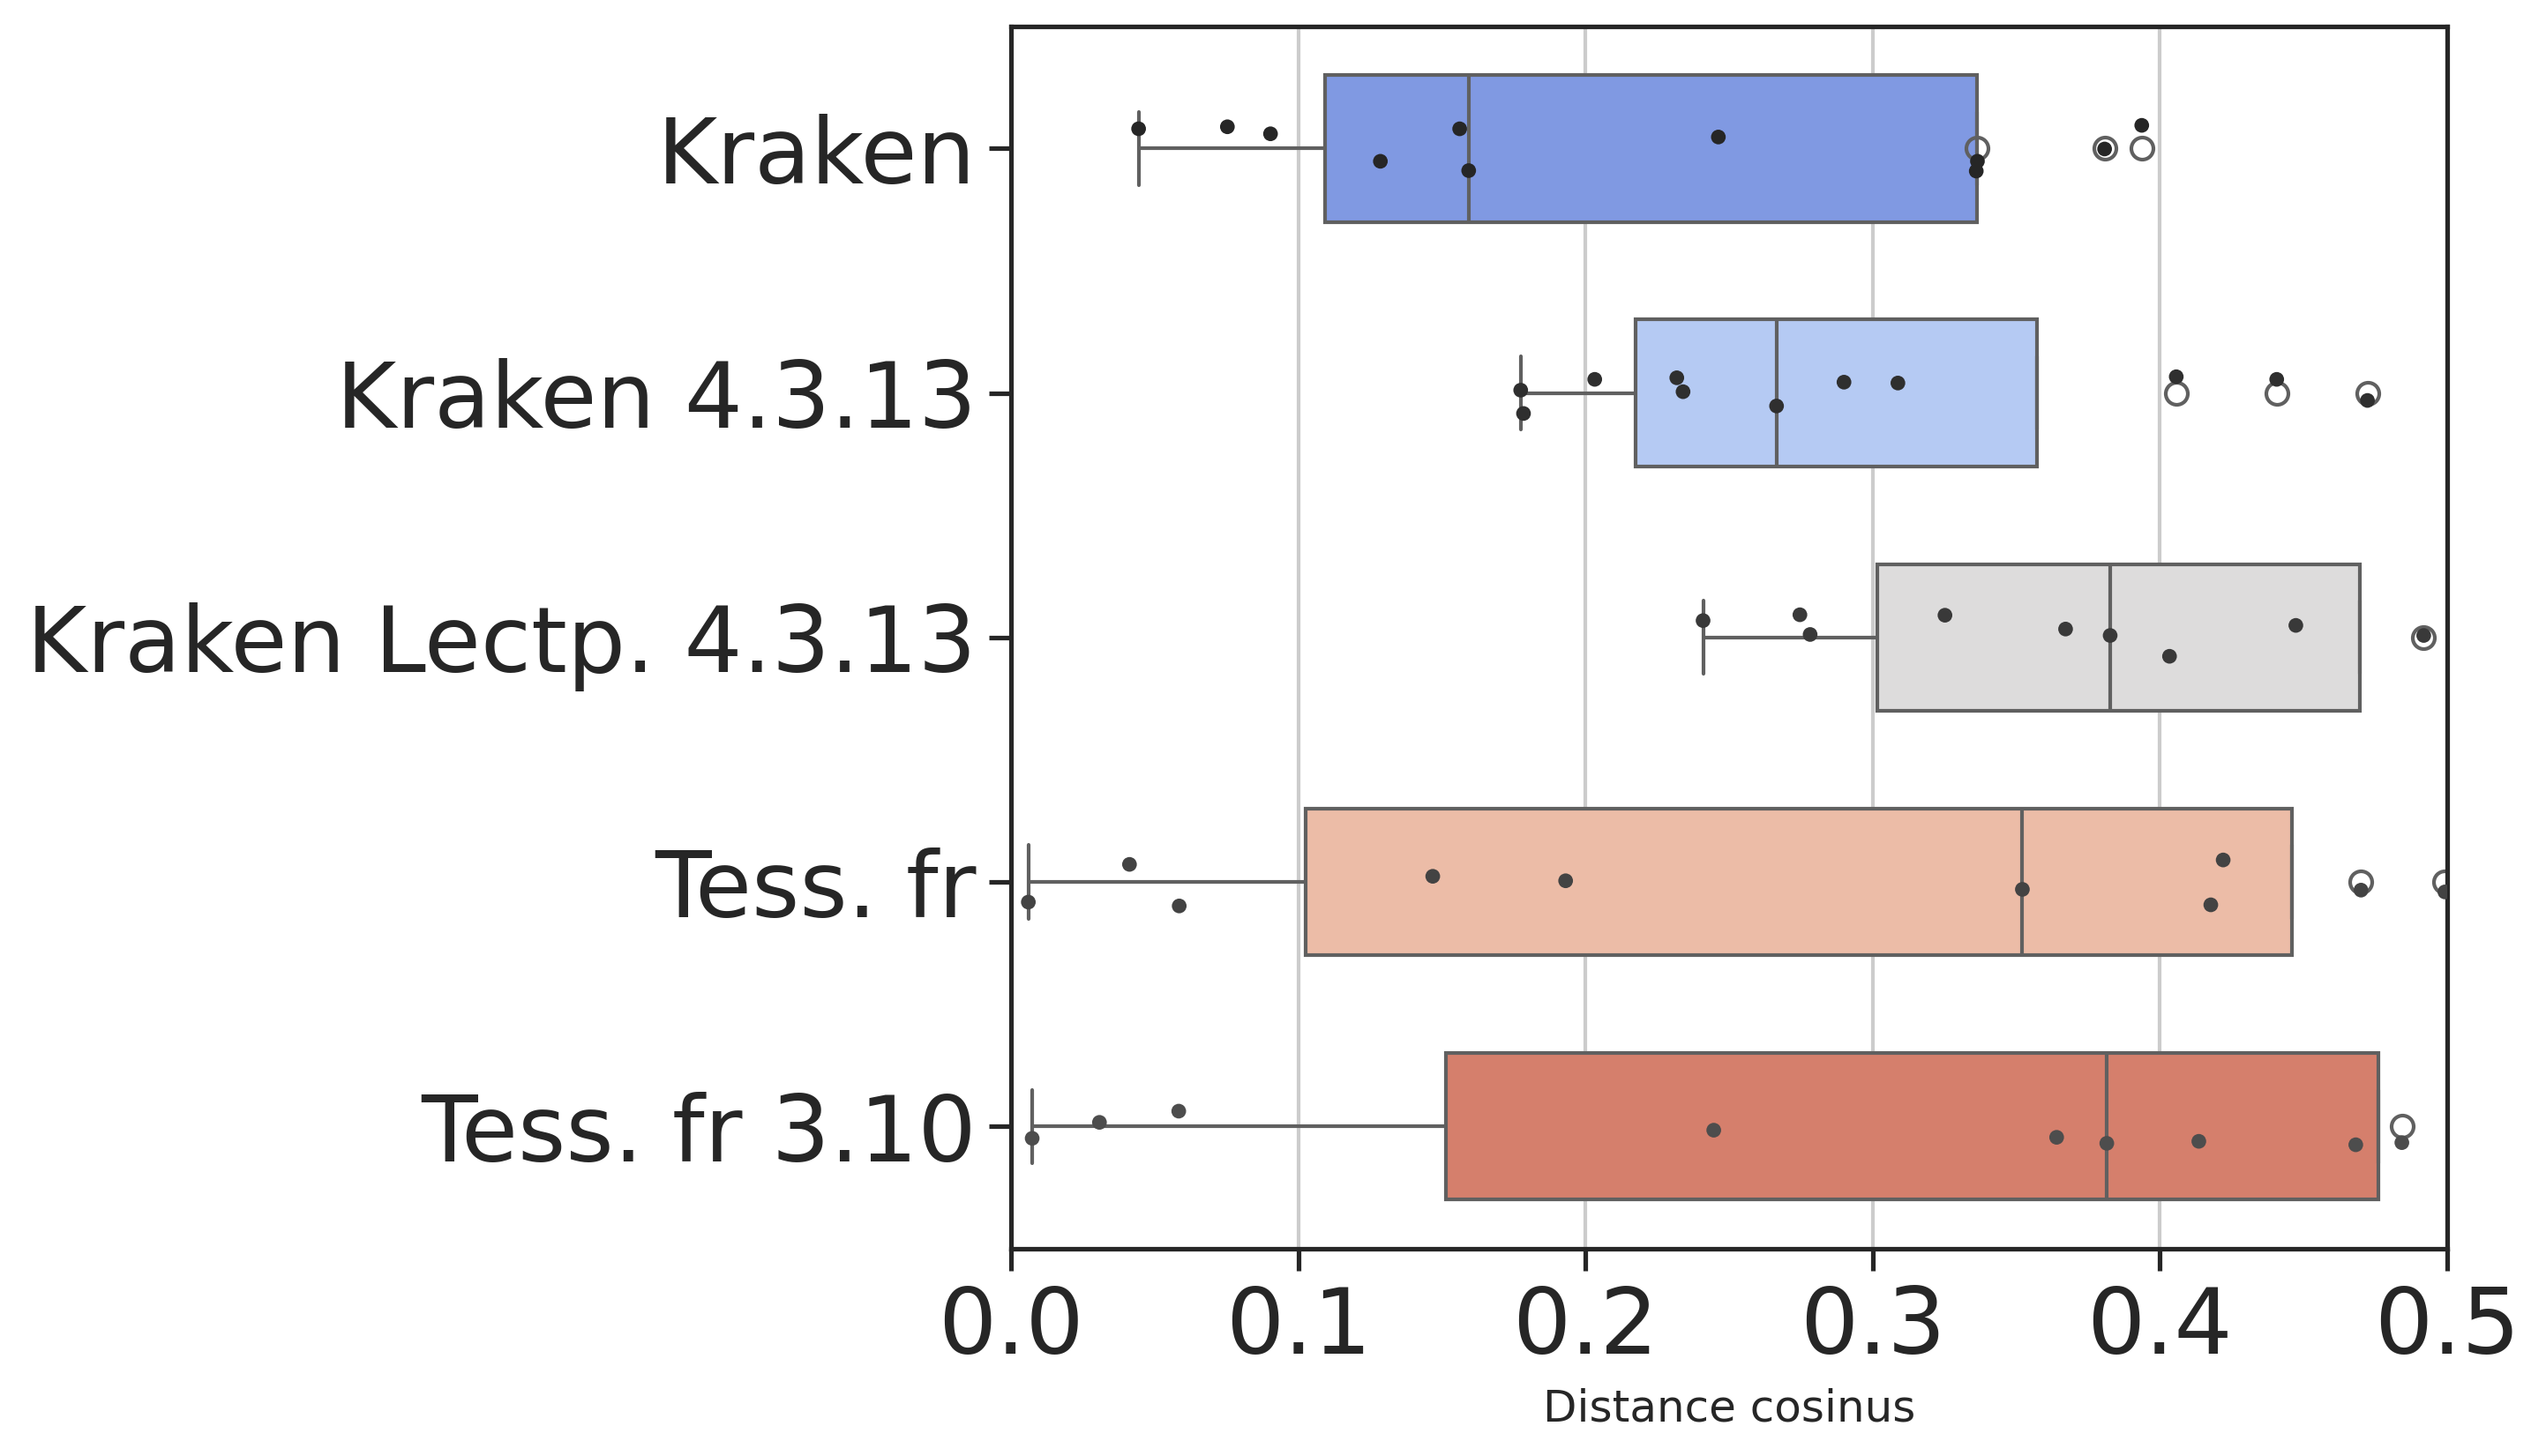 Kraken
Kraken 4.3.13
Kraken Lectp. 4.3.13
Tess. fr
Tess. fr 3.10
0.0 0.1 0.2 0.3 0.4 0.5
Distance cosinus